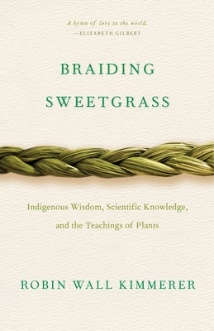 A hymn of love to the world.
—ELIZABETH GILBERT
BRAIDING
SWEETGRASS
Indigenous Wisdom, Scientific Knowledge,
and the Teachings of Plants
ROBIN WALL KIMMERER